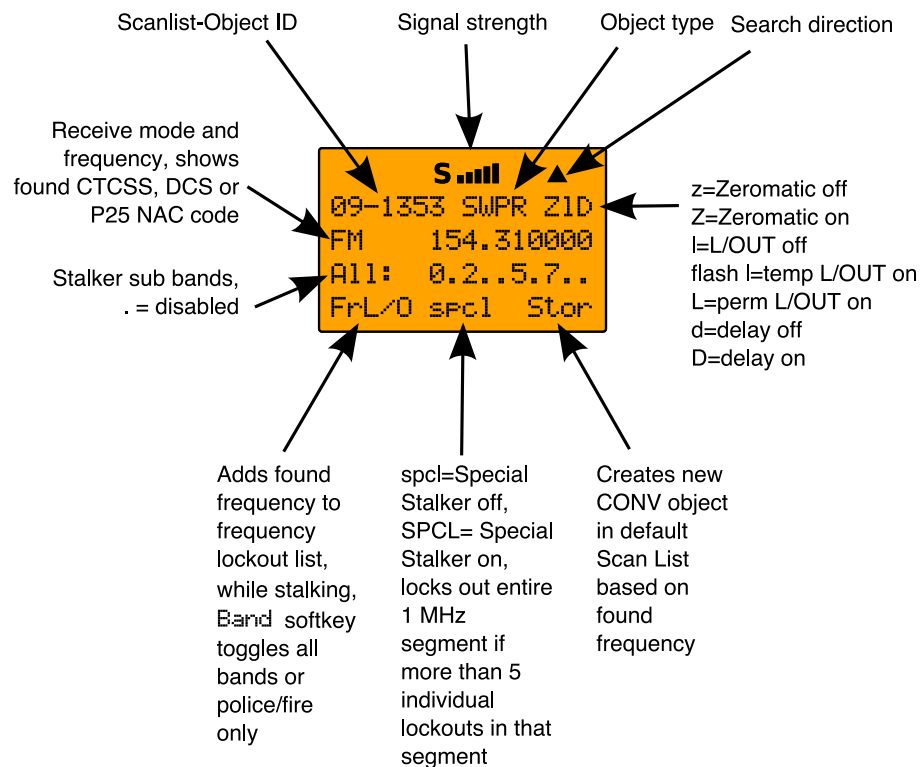 Scanlist-Object ID
Signal strength
Object type
Search direction
Receive mode and
frequency, shows
found CTCSS, DCS or
P25 NAC code
Stalker sub bands,
. = disabled
S
09-1353 SWPR ZlD
FM 154.310000
All: 0.2..5.7..
FrL/O spcl Stor
z=Zeromatic off
Z=Zeromatic on
l=L/OUT off
flash l=temp L/OUT on
L=perm L/OUT on
d=delay off
D=delay on
Adds found
frequency to
frequency
lockout list,
while stalking,
Band softkey
toggles all
bands or
police/fire
only
spcl=Special
Stalker off,
SPCL= Special
Stalker on,
locks out entire
1 MHz
segment if
more than 5
individual
lockouts in that
segment
Creates new
CONV object
in default
Scan List
based on
found
frequency